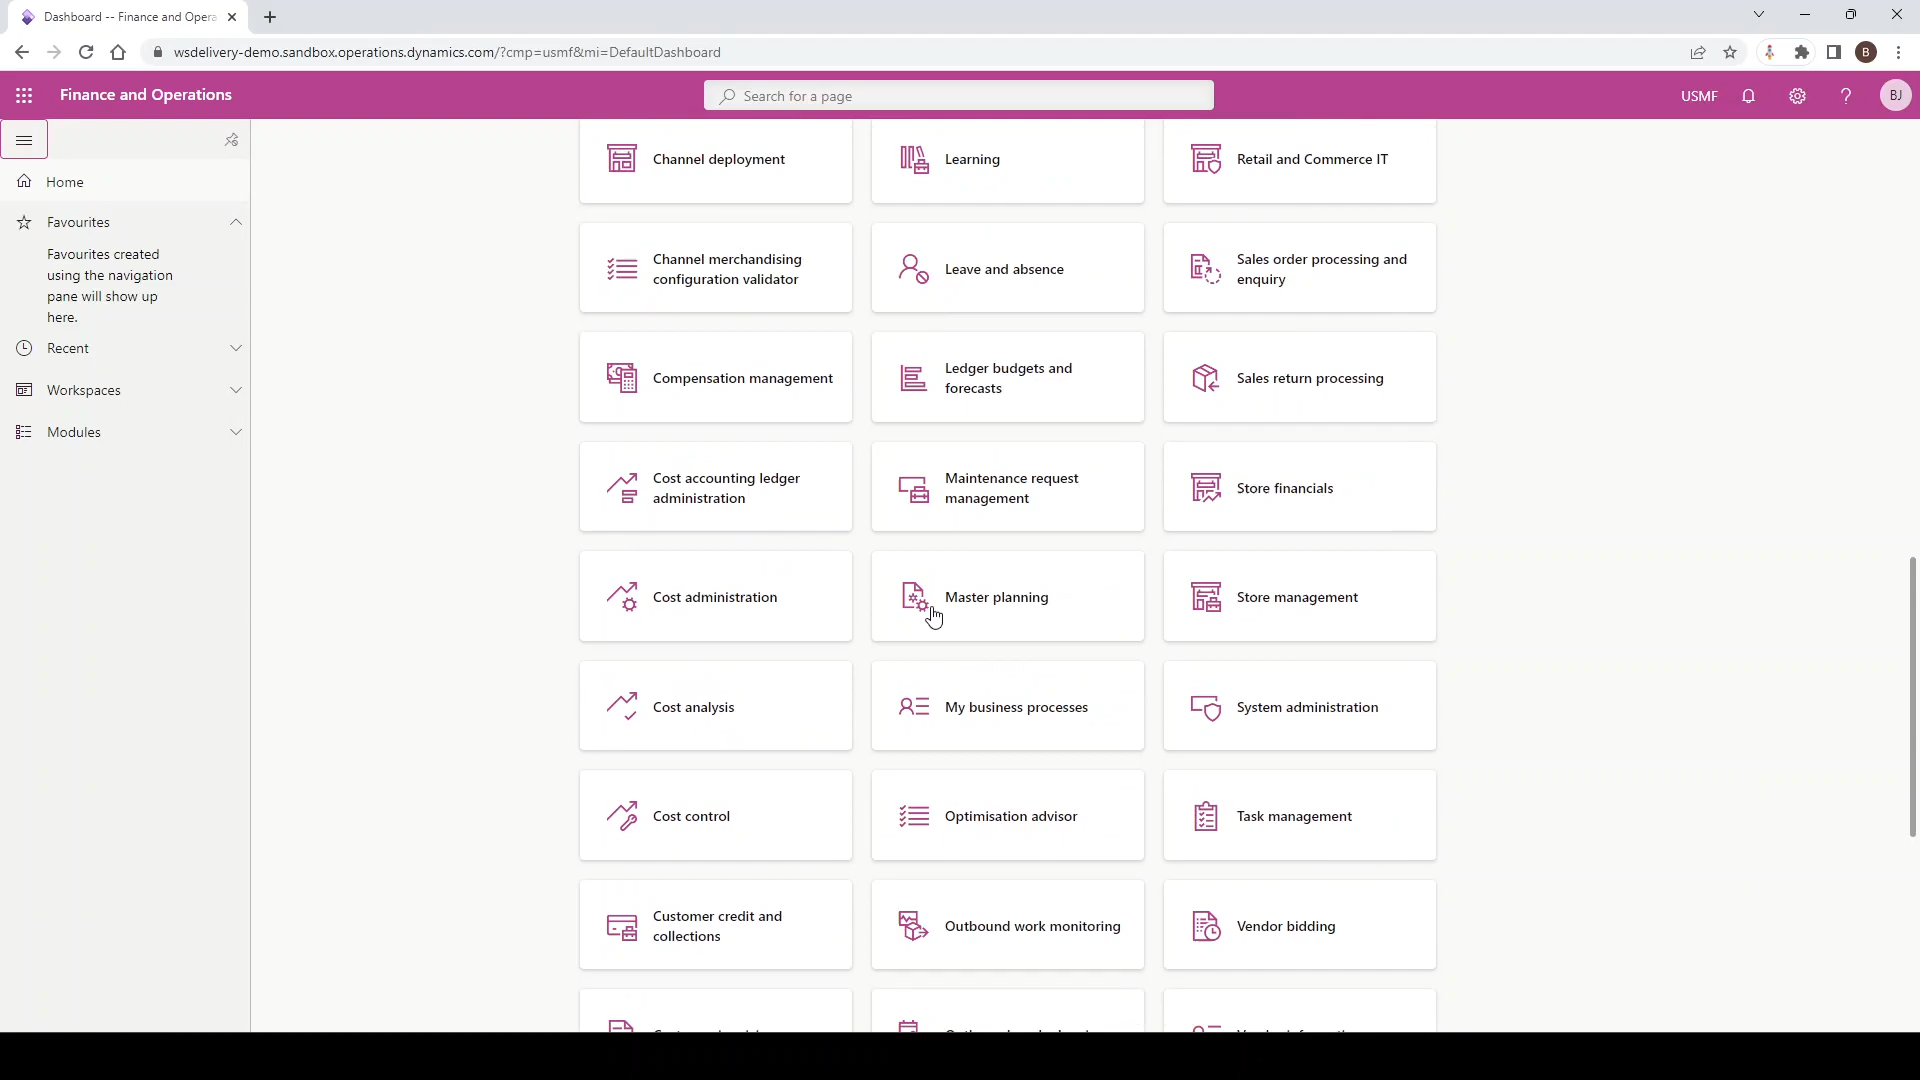 Dashboard -- Finance and Opera
wsdelivery-demo.sandbox.operations.dynamics.com/?cmp=usmf&mi=DefaultDashboard
B
Finance and Operations
Search for a page
USMF
?
BJ
Home
Favourites
Favourites created
using the navigation
pane will show up
here.
Recent
Workspaces
Modules
Channel deployment
Learning
Retail and Commerce IT
Channel merchandising
configuration validator
Leave and absence
Sales order processing and
enquiry
Compensation management
Ledger budgets and
forecasts
Sales return processing
Cost accounting ledger
administration
Maintenance request
management
Store financials
Cost administration
Master planning
Store management
Cost analysis
My business processes
System administration
Cost control
Optimisation advisor
Task management
Customer credit and
collections
Outbound work monitoring
Vendor bidding